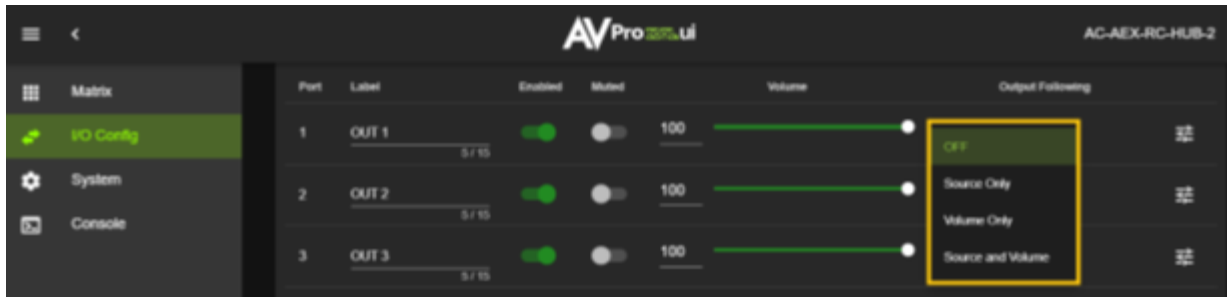 AVPro ui
AC-AEX-RC-HUB-2
Matrix
I/O Config
System
Console
Port Label Enabled Muted Volume Output Following
1 OUT 1 100
5 / 15
2 OUT 2 100
5 / 15
3 OUT 3 100
5 / 15
OFF
Source Only
Volume Only
Source and Volume